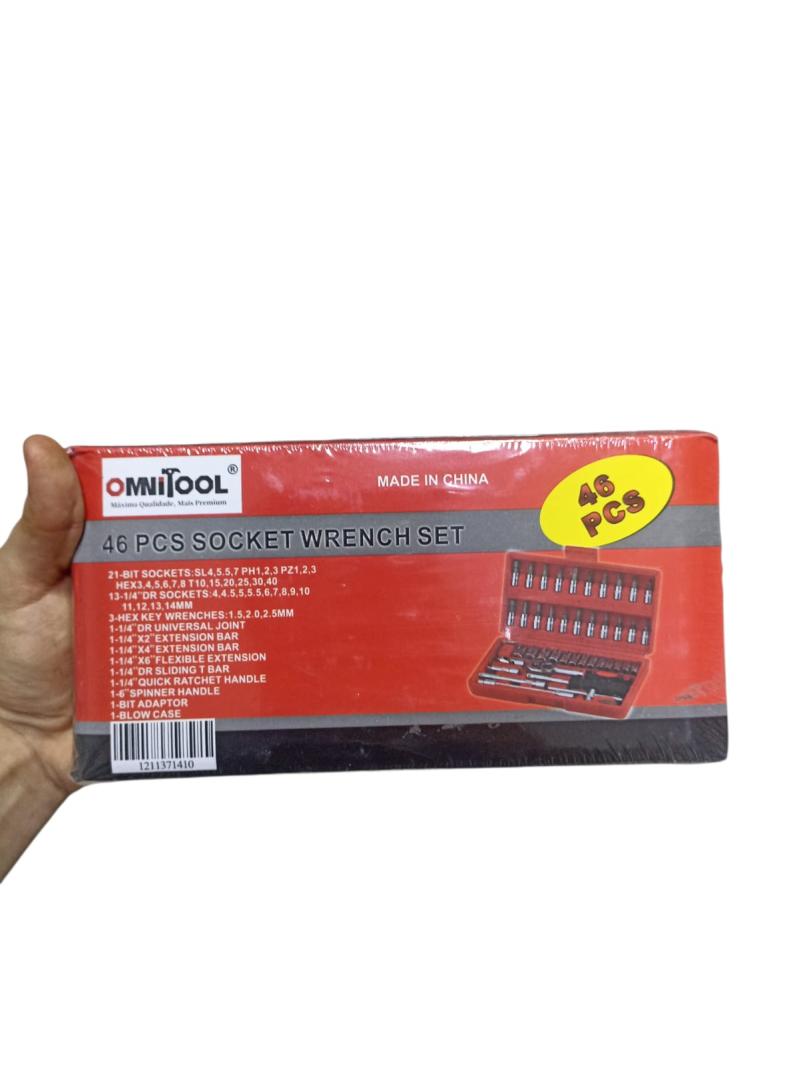 OMNITOOL®
Máxima Qualidade, Mais Premium
MADE IN CHINA
46
PCS
46 PCS SOCKET WRENCH SET
21-BIT SOCKETS:SL4,5.5,7 PH1,2,3 PZ1,2,3
HEX3,4,5,6,7,8 T10,15,20,25,30,40
13-1/4"DR SOCKETS:4,4.5,5,5.5,6,7,8,9,10
11,12,13,14MM
3-HEX KEY WRENCHES:1.5,2.0,2.5MM
1-1/4"DR UNIVERSAL JOINT
1-1/4"X2"EXTENSION BAR
1-1/4"X4"EXTENSION BAR
1-1/4"X6"FLEXIBLE EXTENSION
1-1/4"DR SLIDING T BAR
1-1/4"QUICK RATCHET HANDLE
1-6"SPINNER HANDLE
1-BIT ADAPTOR
1-BLOW CASE
1211371410